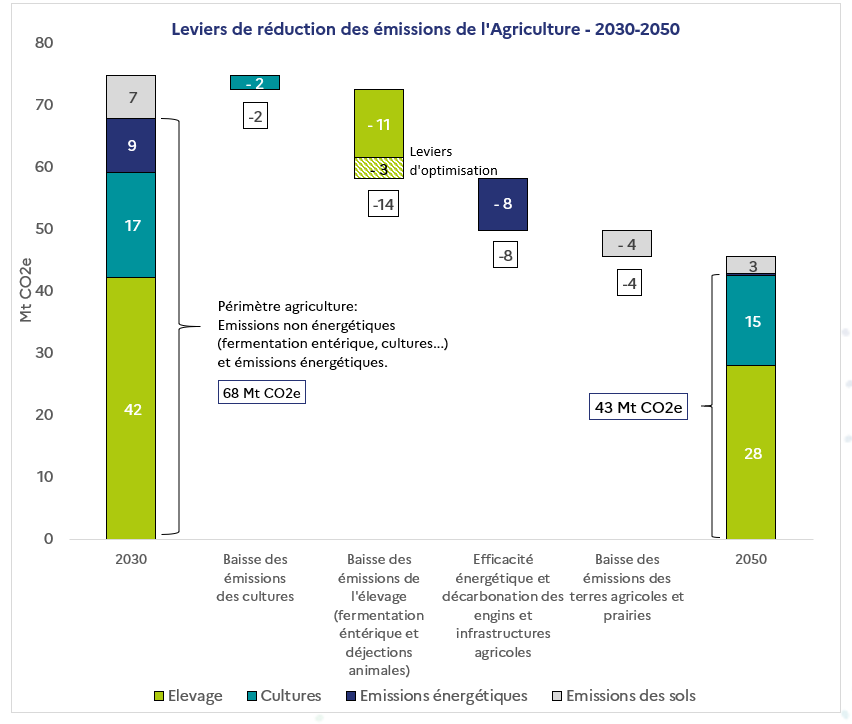 Leviers de réduction des émissions de l'Agriculture - 2030-2050
80
70
60
50
40
30
20
10
0
Mt CO2e
7
9
17
42
- 2
-2
- 11
- 3
-14
Leviers
d'optimisation
- 8
-8
- 4
-4
3
15
28
Périmètre agriculture:
Emissions non énergétiques
(fermentation entérique, cultures...)
et émissions énergétiques.
68 Mt CO2e
43 Mt CO2e
2030
Baisse des
émissions
des cultures
Baisse des
émissions de
l'élevage
(fermentation
éntérique et
déjections
animales)
Efficacité
énergétique et
décarbonation des
engins et
infrastructures
agricoles
Baisse des
émissions des
terres agricoles et
prairies
2050
Elevage
Cultures
Emissions énergétiques
Emissions des sols